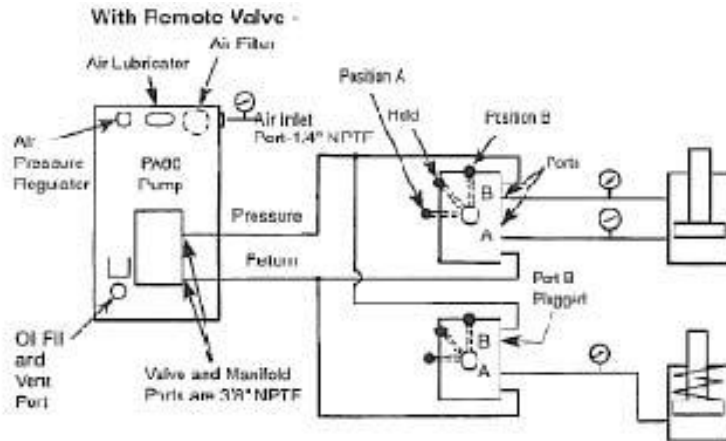 With Remote Valve -
Air Filter
Air Lubricator
Air Inlet
Port-1/4" NPTF
Air
Pressure
Regulator
Pump
Pressure
Return
Oil Fill
and
Vent
Port
Valve and Manifold
Ports are 3/8" NPTF
Position A
Hold
Position B
Ports
B
A
Port B
Plugged
B
A